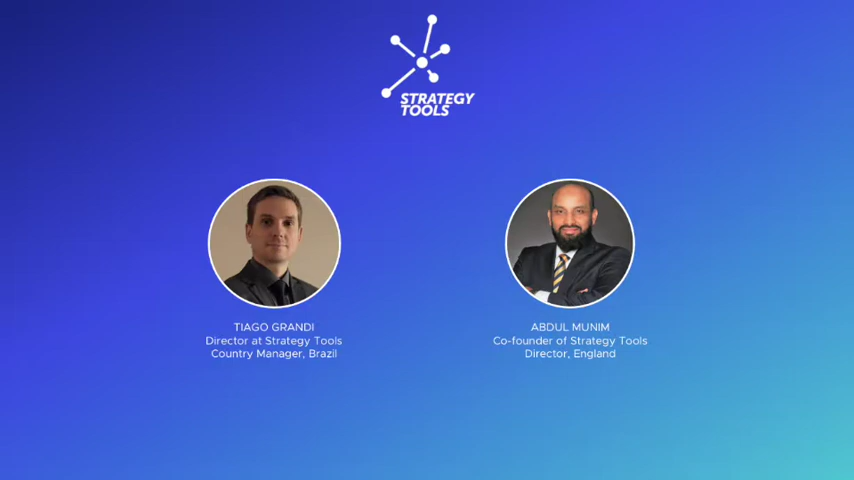 STRATEGY
TOOLS
TIAGO GRANDI
Director at Strategy Tools
Country Manager, Brazil
ABDUL MUNIM
Co-founder of Strategy Tools
Director, England